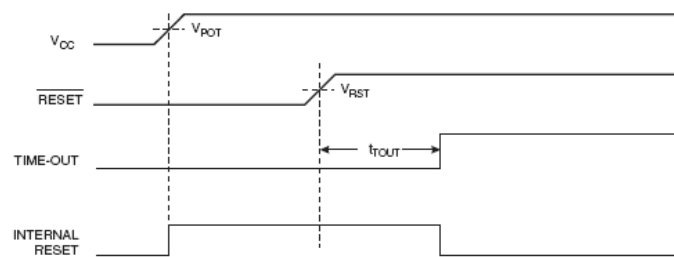 VCC
VPOT
RESET
VRST
TIME-OUT
tTOUT
INTERNAL
RESET